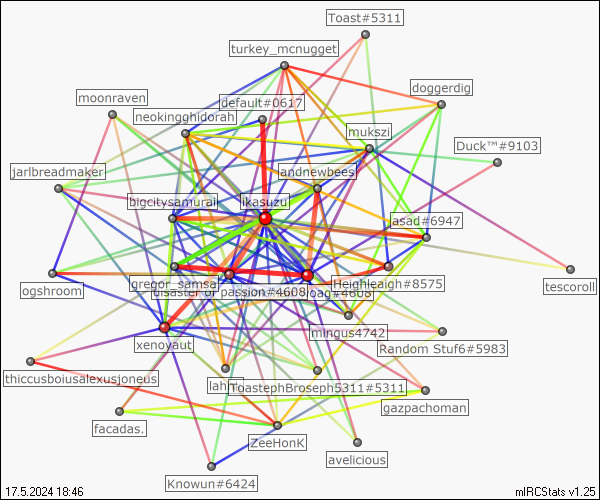 Toast#5311
turkey_mcnugget
doggerdig
moonraven
default#0617
neokingghidorah
mukszi
Duck™#9103
andnewbees
jarlbreadmaker
bigcitysamurai
ikasuzu
jasad#6947
ogshroom
gregor_samsa
disaster of passion#4608
oag#4608
Heighleaigh#8575
tescoroll
mingus4742
xenoyaut
Random Stuf6#5983
thiccusboiusalexusjoneus
ToastephBroseph5311#5311
gazpachoman
facadas.
ZeeHonK
avelicious
Knowun#6424
17.5.2024 18:46
mIRCStats v1.25